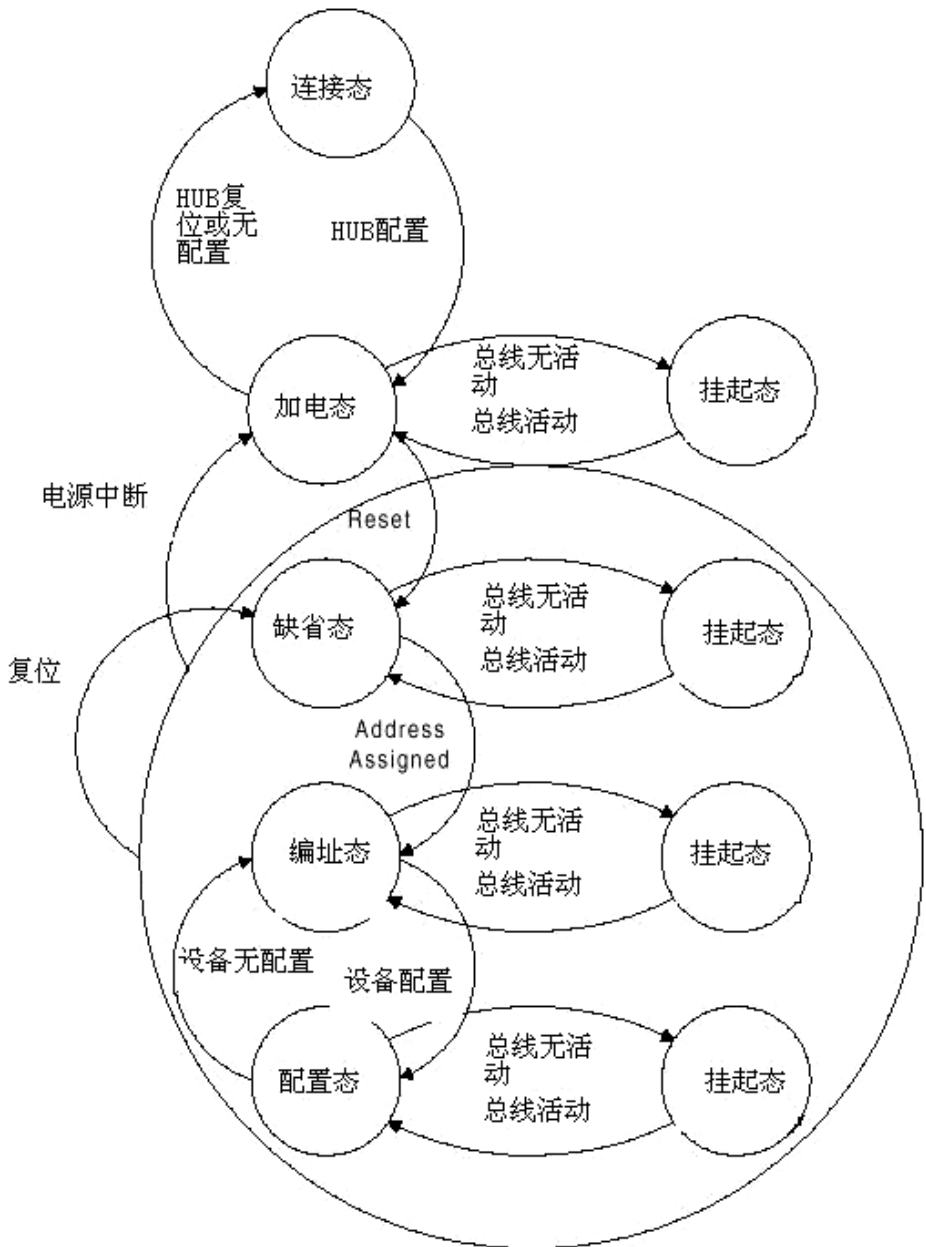 连接态
HUB复
位或无
配置
HUB配置
总线无活
动
总线活动
加电态
挂起态
电源中断
Reset
缺省态
总线无活
动
总线活动
挂起态
复位
Address
Assigned
编址态
总线无活
动
总线活动
挂起态
设备无配置
设备配置
配置态
总线无活
动
总线活动
挂起态